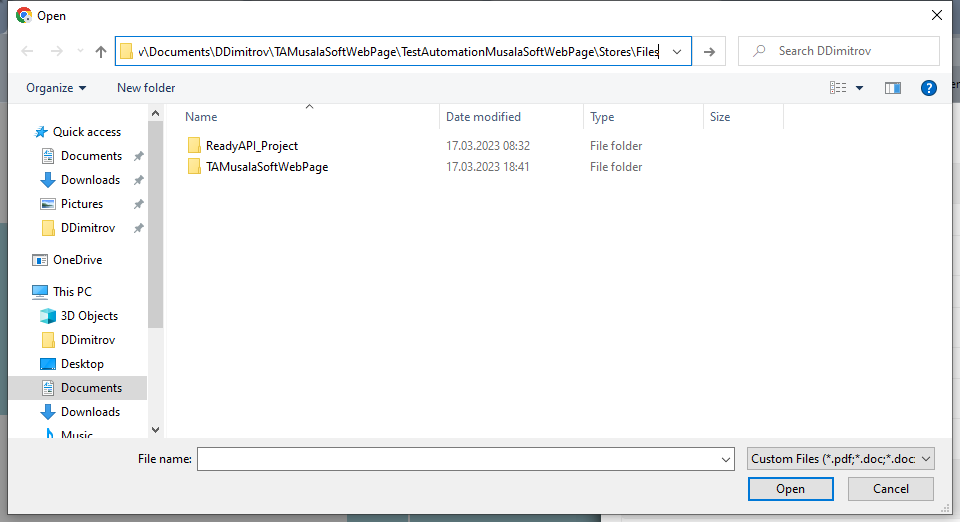 Open
v\Documents\DDimitrov\TAMusalaSoftWebPage\TestAutomationMusalaSoftWebPage\Stores\Files
Search DDimitrov
Organize
New folder
Name
Date modified
Type
Size
ReadyAPI_Project 17.03.2023 08:32 File folder
TAMusalaSoftWebPage 17.03.2023 18:41 File folder
Quick access
Documents
Downloads
Pictures
DDimitrov
OneDrive
This PC
3D Objects
DDimitrov
Desktop
Documents
Downloads
Music
File name:
Custom Files (*.pdf;*.doc;*.doc:
Open
Cancel